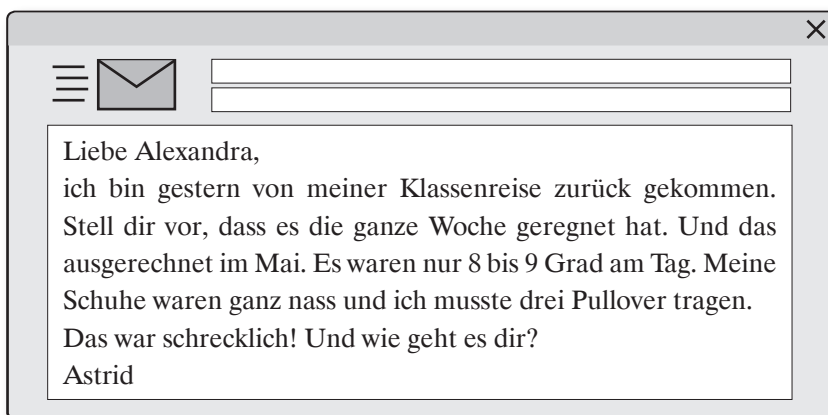 Liebe Alexandra,
ich bin gestern von meiner Klassenreise zurück gekommen.
Stell dir vor, dass es die ganze Woche geregnet hat. Und das
ausgerechnet im Mai. Es waren nur 8 bis 9 Grad am Tag. Meine
Schuhe waren ganz nass und ich musste drei Pullover tragen.
Das war schrecklich! Und wie geht es dir?
Astrid